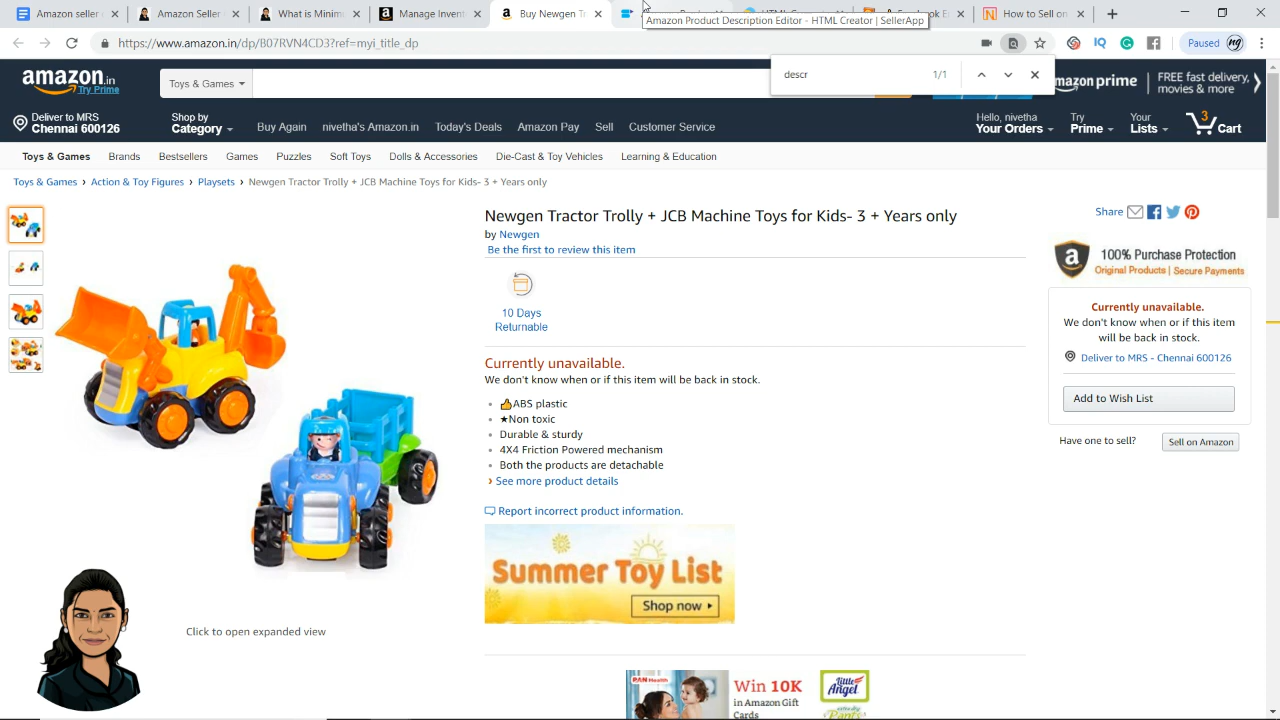 Amazon Seller
Amazon Seller
What is Minim
Manage Invent
Buy Newgen Tr
How to Sell on
Amazon Product Description Editor - HTML Creator | SellerApp
https://www.amazon.in/dp/B07RVN4CD3?ref=myi_title_dp
Paused
descr 1/1
amazon.in
Try Prime
Toys & Games
amazon prime
FREE fast delivery, movies & more
Deliver to MRS
Chennai 600126
Shop by
Category
Buy Again nivetha's Amazon.in Today's Deals Amazon Pay Sell Customer Service
Hello, nivetha
Your Orders
Try
Prime
Your
Lists
3
Cart
Toys & Games Brands Bestsellers Games Puzzles Soft Toys Dolls & Accessories Die-Cast & Toy Vehicles Learning & Education
Toys & Games › Action & Toy Figures › Playsets › Newgen Tractor Trolly + JCB Machine Toys for Kids- 3 + Years only
Newgen Tractor Trolly + JCB Machine Toys for Kids- 3 + Years only
by Newgen
Be the first to review this item
10 Days
Returnable
Currently unavailable.
We don't know when or if this item will be back in stock.
👍ABS plastic
★Non toxic
Durable & sturdy
4X4 Friction Powered mechanism
Both the products are detachable
› See more product details
Report incorrect product information.
Summer Toy List
Shop now
Click to open expanded view
Share
100% Purchase Protection
Original Products | Secure Payments
Currently unavailable.
We don't know when or if this item
will be back in stock.
Deliver to MRS - Chennai 600126
Add to Wish List
Have one to sell? Sell on Amazon
Win 10K
in Amazon Gift
Cards
Little
Angel
Pants